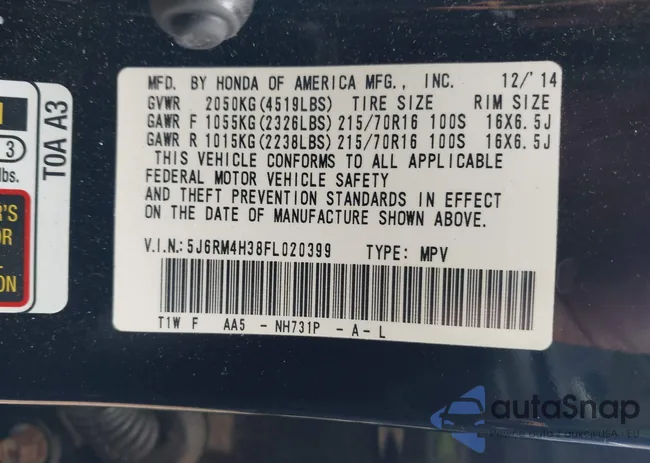 MFD. BY HONDA OF AMERICA MFG., INC. 12/'14
GVWR 2050KG(4519LBS) TIRE SIZE RIM SIZE
GAWR F 1055KG(2326LBS) 215/70R16 100S 16X6.5J
GAWR R 1015KG(2238LBS) 215/70R16 100S 16X6.5J
THIS VEHICLE CONFORMS TO ALL APPLICABLE
FEDERAL MOTOR VEHICLE SAFETY
AND THEFT PREVENTION STANDARDS IN EFFECT
ON THE DATE OF MANUFACTURE SHOWN ABOVE.
V.I.N.: 5J6RM4H38FL020399 TYPE: MPV
T1W F AA5 - NH731P - A - L
T0A A3
3
lbs.
autoSnap